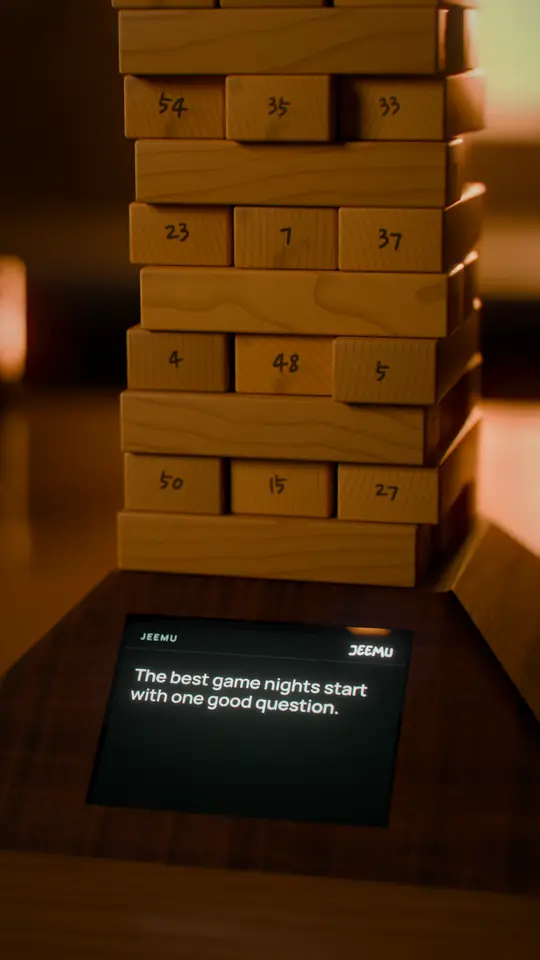 54 35 33
23 7 37
4 48 5
50 15 27
JEEMU JEEMU
The best game nights start
with one good question.